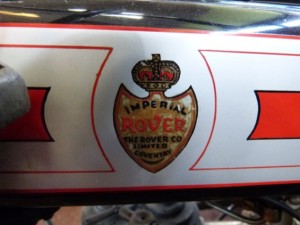 IMPERIAL
ROVER
THE ROVER CO
LIMITED
COVENTRY